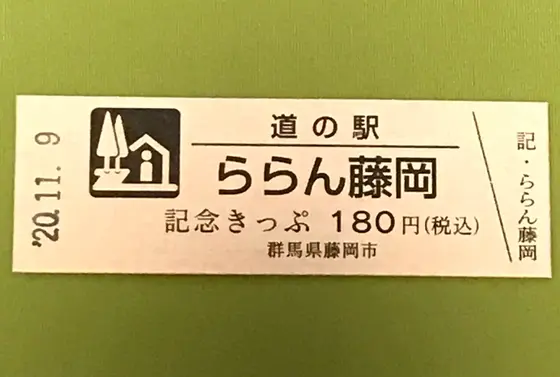 '20.11.9
道の駅
ららん藤岡
記念きっぷ 180円(税込)
群馬県藤岡市
記・ららん藤岡